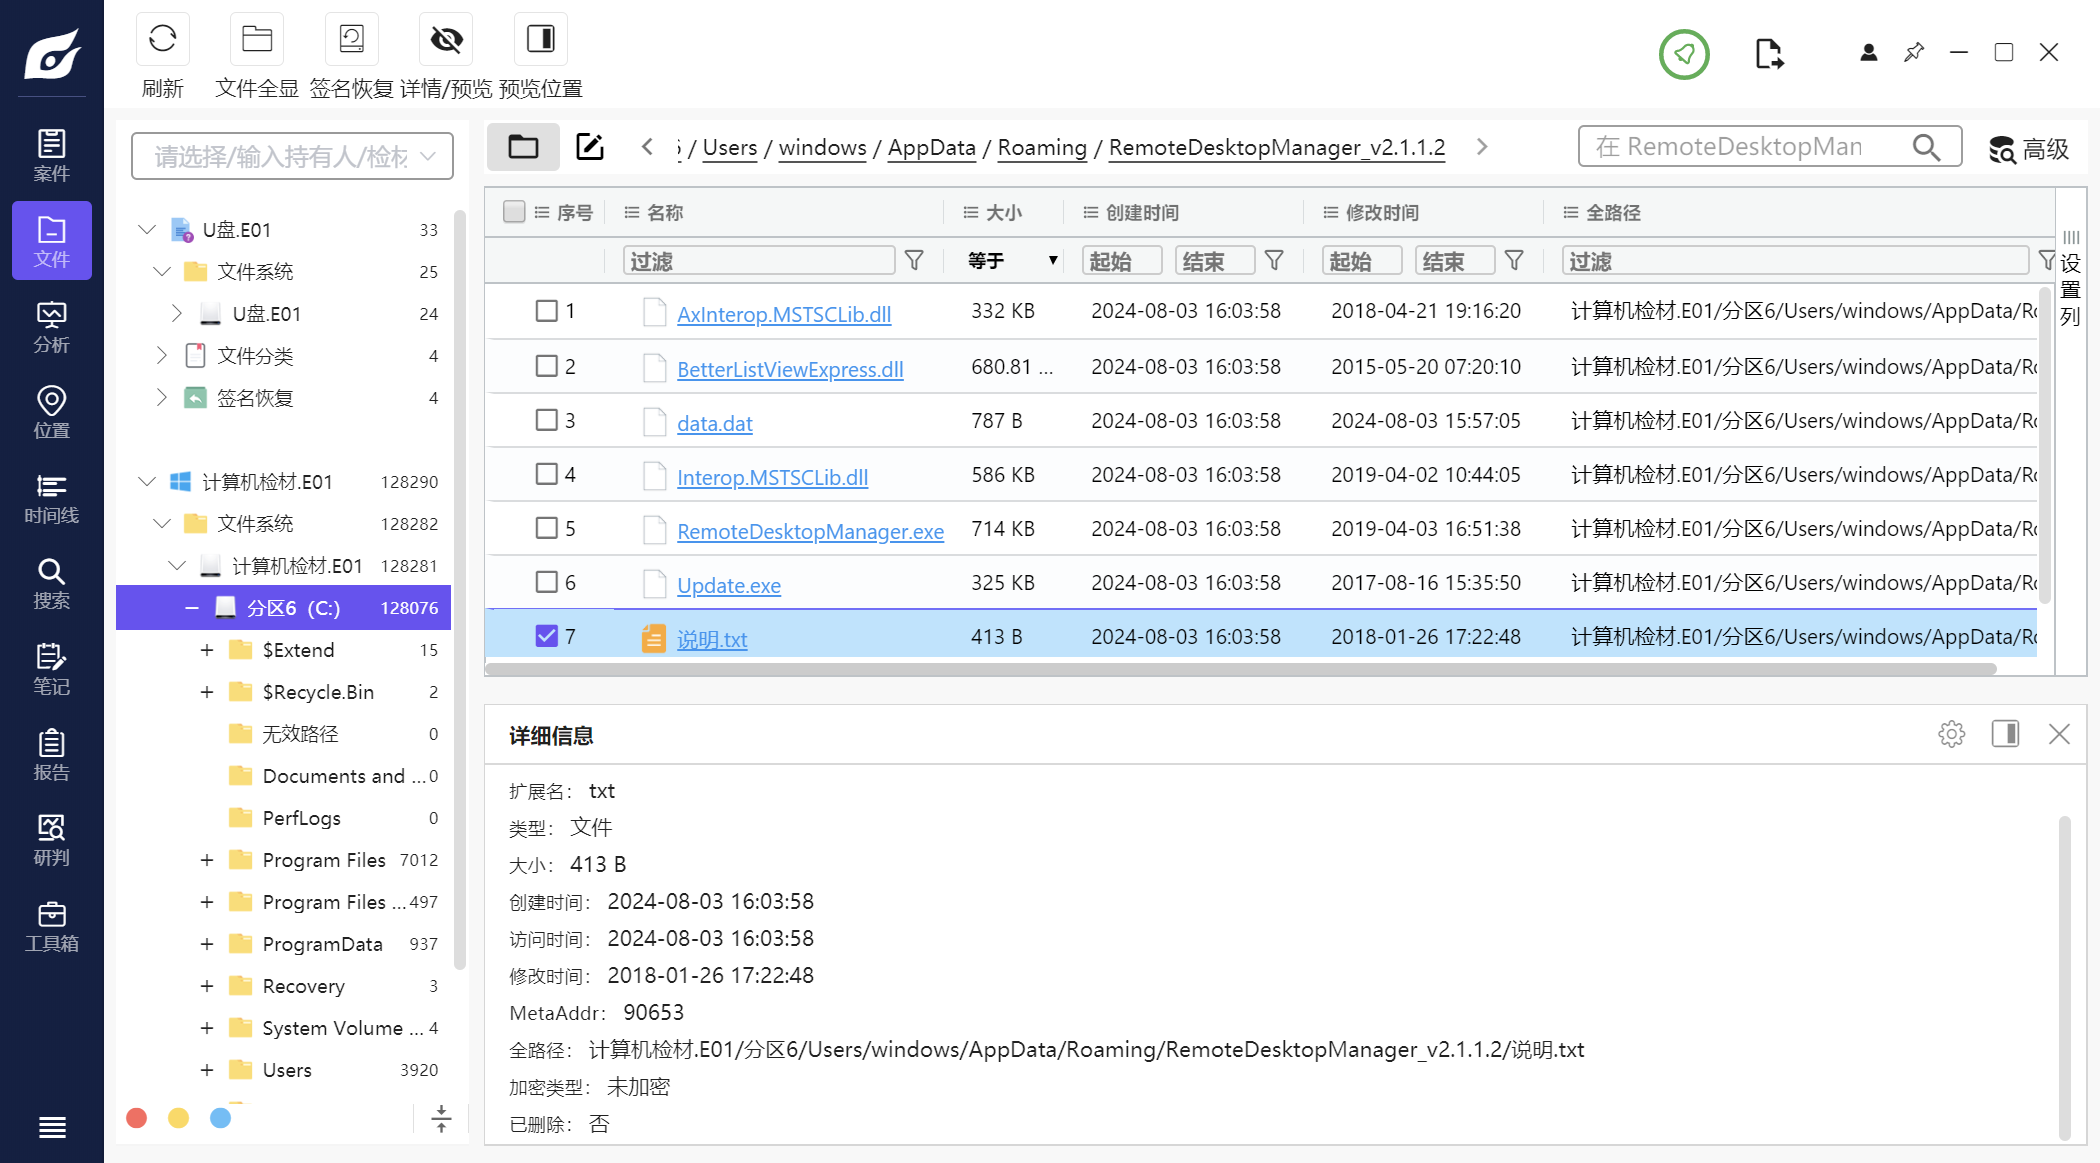 刷新
文件全显
签名恢复
详情/预览
预览位置
案件
文件
分析
位置
时间线
搜索
笔记
报告
研判
工具箱
请选择/输入持有人/检材
U盘.E01 33
文件系统 25
U盘.E01 24
文件分类 4
签名恢复 4
计算机检材.E01 128290
文件系统 128282
计算机检材.E01 128281
分区6 (C:) 128076
$Extend 15
$Recycle.Bin 2
无效路径 0
Documents and ... 0
PerfLogs 0
Program Files 7012
Program Files ... 497
ProgramData 937
Recovery 3
System Volume ... 4
Users 3920
/ Users / windows / AppData / Roaming / RemoteDesktopManager_v2.1.1.2
在 RemoteDesktopMan
高级
序号 名称 大小 创建时间 修改时间 全路径
过滤 等于 起始 结束 起始 结束 过滤
设置列
1 AxInterop.MSTSCLib.dll 332 KB 2024-08-03 16:03:58 2018-04-21 19:16:20 计算机检材.E01/分区6/Users/windows/AppData/Ro
2 BetterListViewExpress.dll 680.81 ... 2024-08-03 16:03:58 2015-05-20 07:20:10 计算机检材.E01/分区6/Users/windows/AppData/Ro
3 data.dat 787 B 2024-08-03 16:03:58 2024-08-03 15:57:05 计算机检材.E01/分区6/Users/windows/AppData/Ro
4 Interop.MSTSCLib.dll 586 KB 2024-08-03 16:03:58 2019-04-02 10:44:05 计算机检材.E01/分区6/Users/windows/AppData/Ro
5 RemoteDesktopManager.exe 714 KB 2024-08-03 16:03:58 2019-04-03 16:51:38 计算机检材.E01/分区6/Users/windows/AppData/Ro
6 Update.exe 325 KB 2024-08-03 16:03:58 2017-08-16 15:35:50 计算机检材.E01/分区6/Users/windows/AppData/Ro
7 说明.txt 413 B 2024-08-03 16:03:58 2018-01-26 17:22:48 计算机检材.E01/分区6/Users/windows/AppData/Ro
详细信息
扩展名: txt
类型: 文件
大小: 413 B
创建时间: 2024-08-03 16:03:58
访问时间: 2024-08-03 16:03:58
修改时间: 2018-01-26 17:22:48
MetaAddr: 90653
全路径: 计算机检材.E01/分区6/Users/windows/AppData/Roaming/RemoteDesktopManager_v2.1.1.2/说明.txt
加密类型: 未加密
已删除: 否